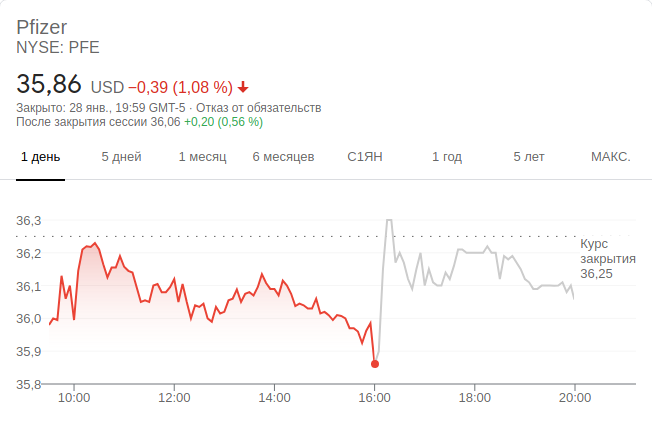 Pfizer
NYSE: PFE
35,86 USD −0,39 (1,08 %)
Закрыто: 28 янв., 19:59 GMT-5 · Отказ от обязательств
После закрытия сессии 36,06 +0,20 (0,56 %)
1 день 5 дней 1 месяц 6 месяцев С1ЯН 1 год 5 лет МАКС.
36,3
36,2
36,1
36,0
35,9
35,8
Курс
закрытия
36,25
10:00 12:00 14:00 16:00 18:00 20:00